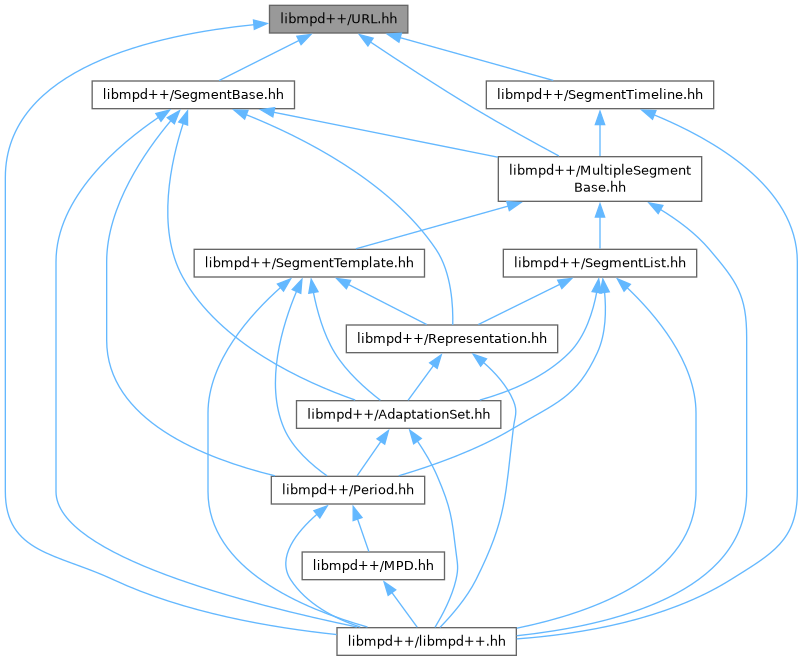 libmpd++/URL.hh
libmpd++/SegmentBase.hh
libmpd++/SegmentTimeline.hh
libmpd++/MultipleSegment
Base.hh
libmpd++/SegmentTemplate.hh
libmpd++/SegmentList.hh
libmpd++/Representation.hh
libmpd++/AdaptationSet.hh
libmpd++/Period.hh
libmpd++/MPD.hh
libmpd++/libmpd++.hh